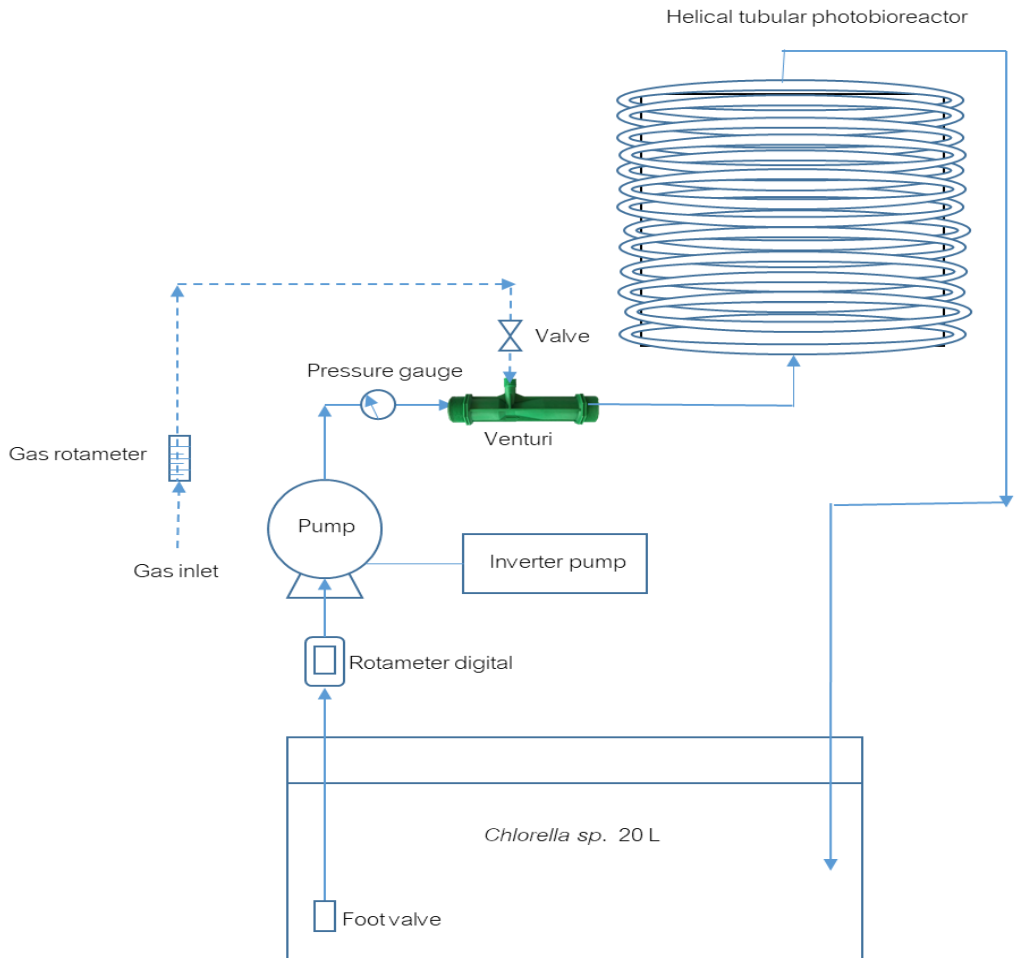 Helical tubular photobioreactor
Valve
Pressure gauge
Venturi
Gas rotameter
Pump
Inverter pump
Gas inlet
Rotameter digital
Chlorella sp. 20 L
Foot valve